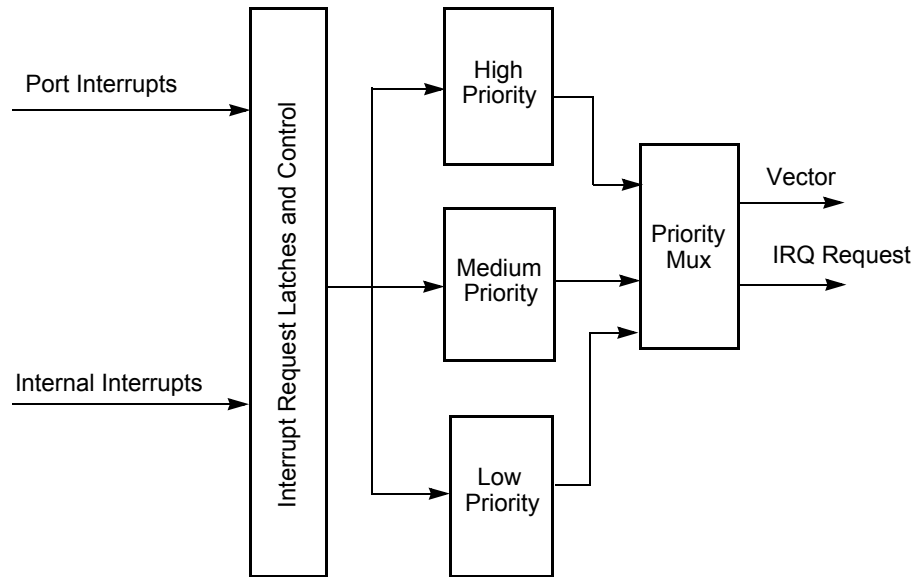 Port Interrupts
Internal Interrupts
Interrupt Request Latches and Control
High
Priority
Medium
Priority
Low
Priority
Priority
Mux
Vector
IRQ Request